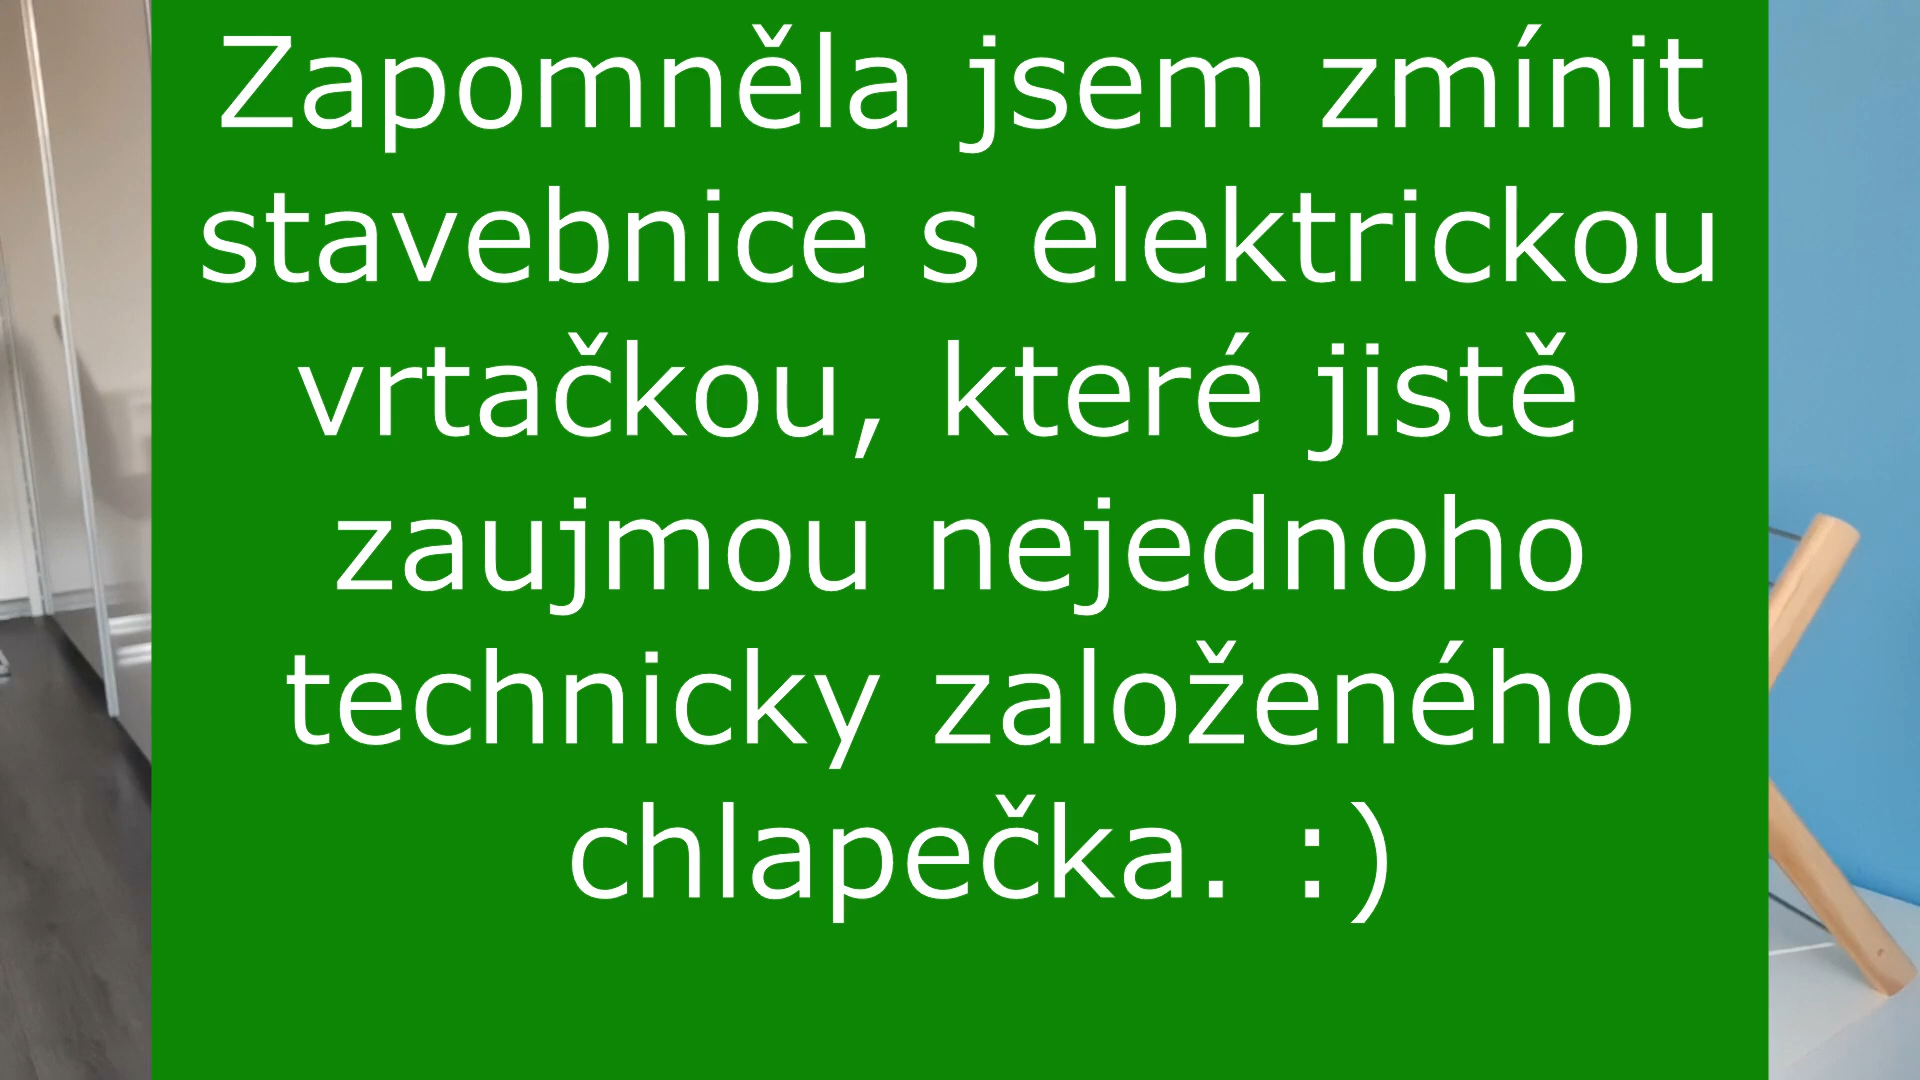 Zapomněla jsem zmínit
stavebnice s elektrickou
vrtačkou, které jistě
zaujmou nejednoho
technicky založeného
chlapečka. :)